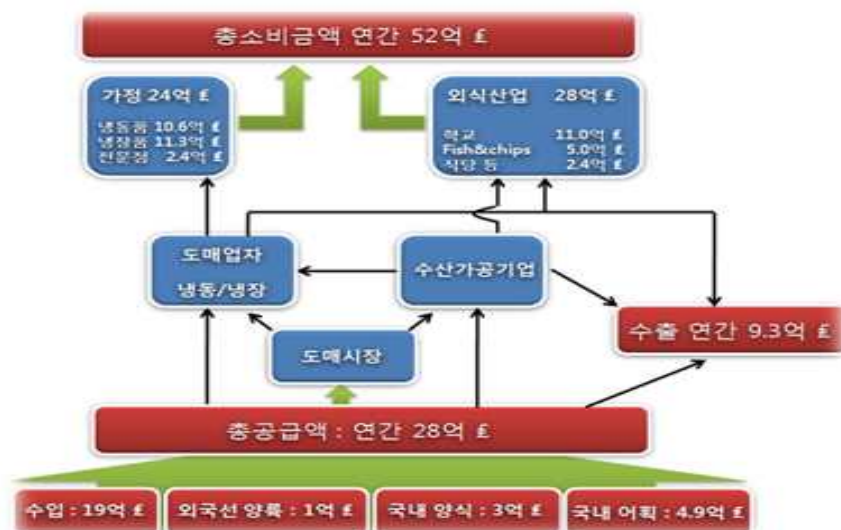 총소비금액 연간 52억 £
가정 24억 £
냉동품 10.6억 £
냉장품 11.3억 £
전문점 2.4억 £
외식산업 28억 £
학교 11.0억 £
Fish&chips 5.0억 £
식당 등 2.4억 £
도매업자
냉동/냉장
수산가공기업
수출 연간 9.3억 £
도매시장
총공급액 : 연간 28억 £
수입 : 19억 £
외국선 양륙 : 1억 £
국내 양식 : 3억 £
국내 어획 : 4.9억 £